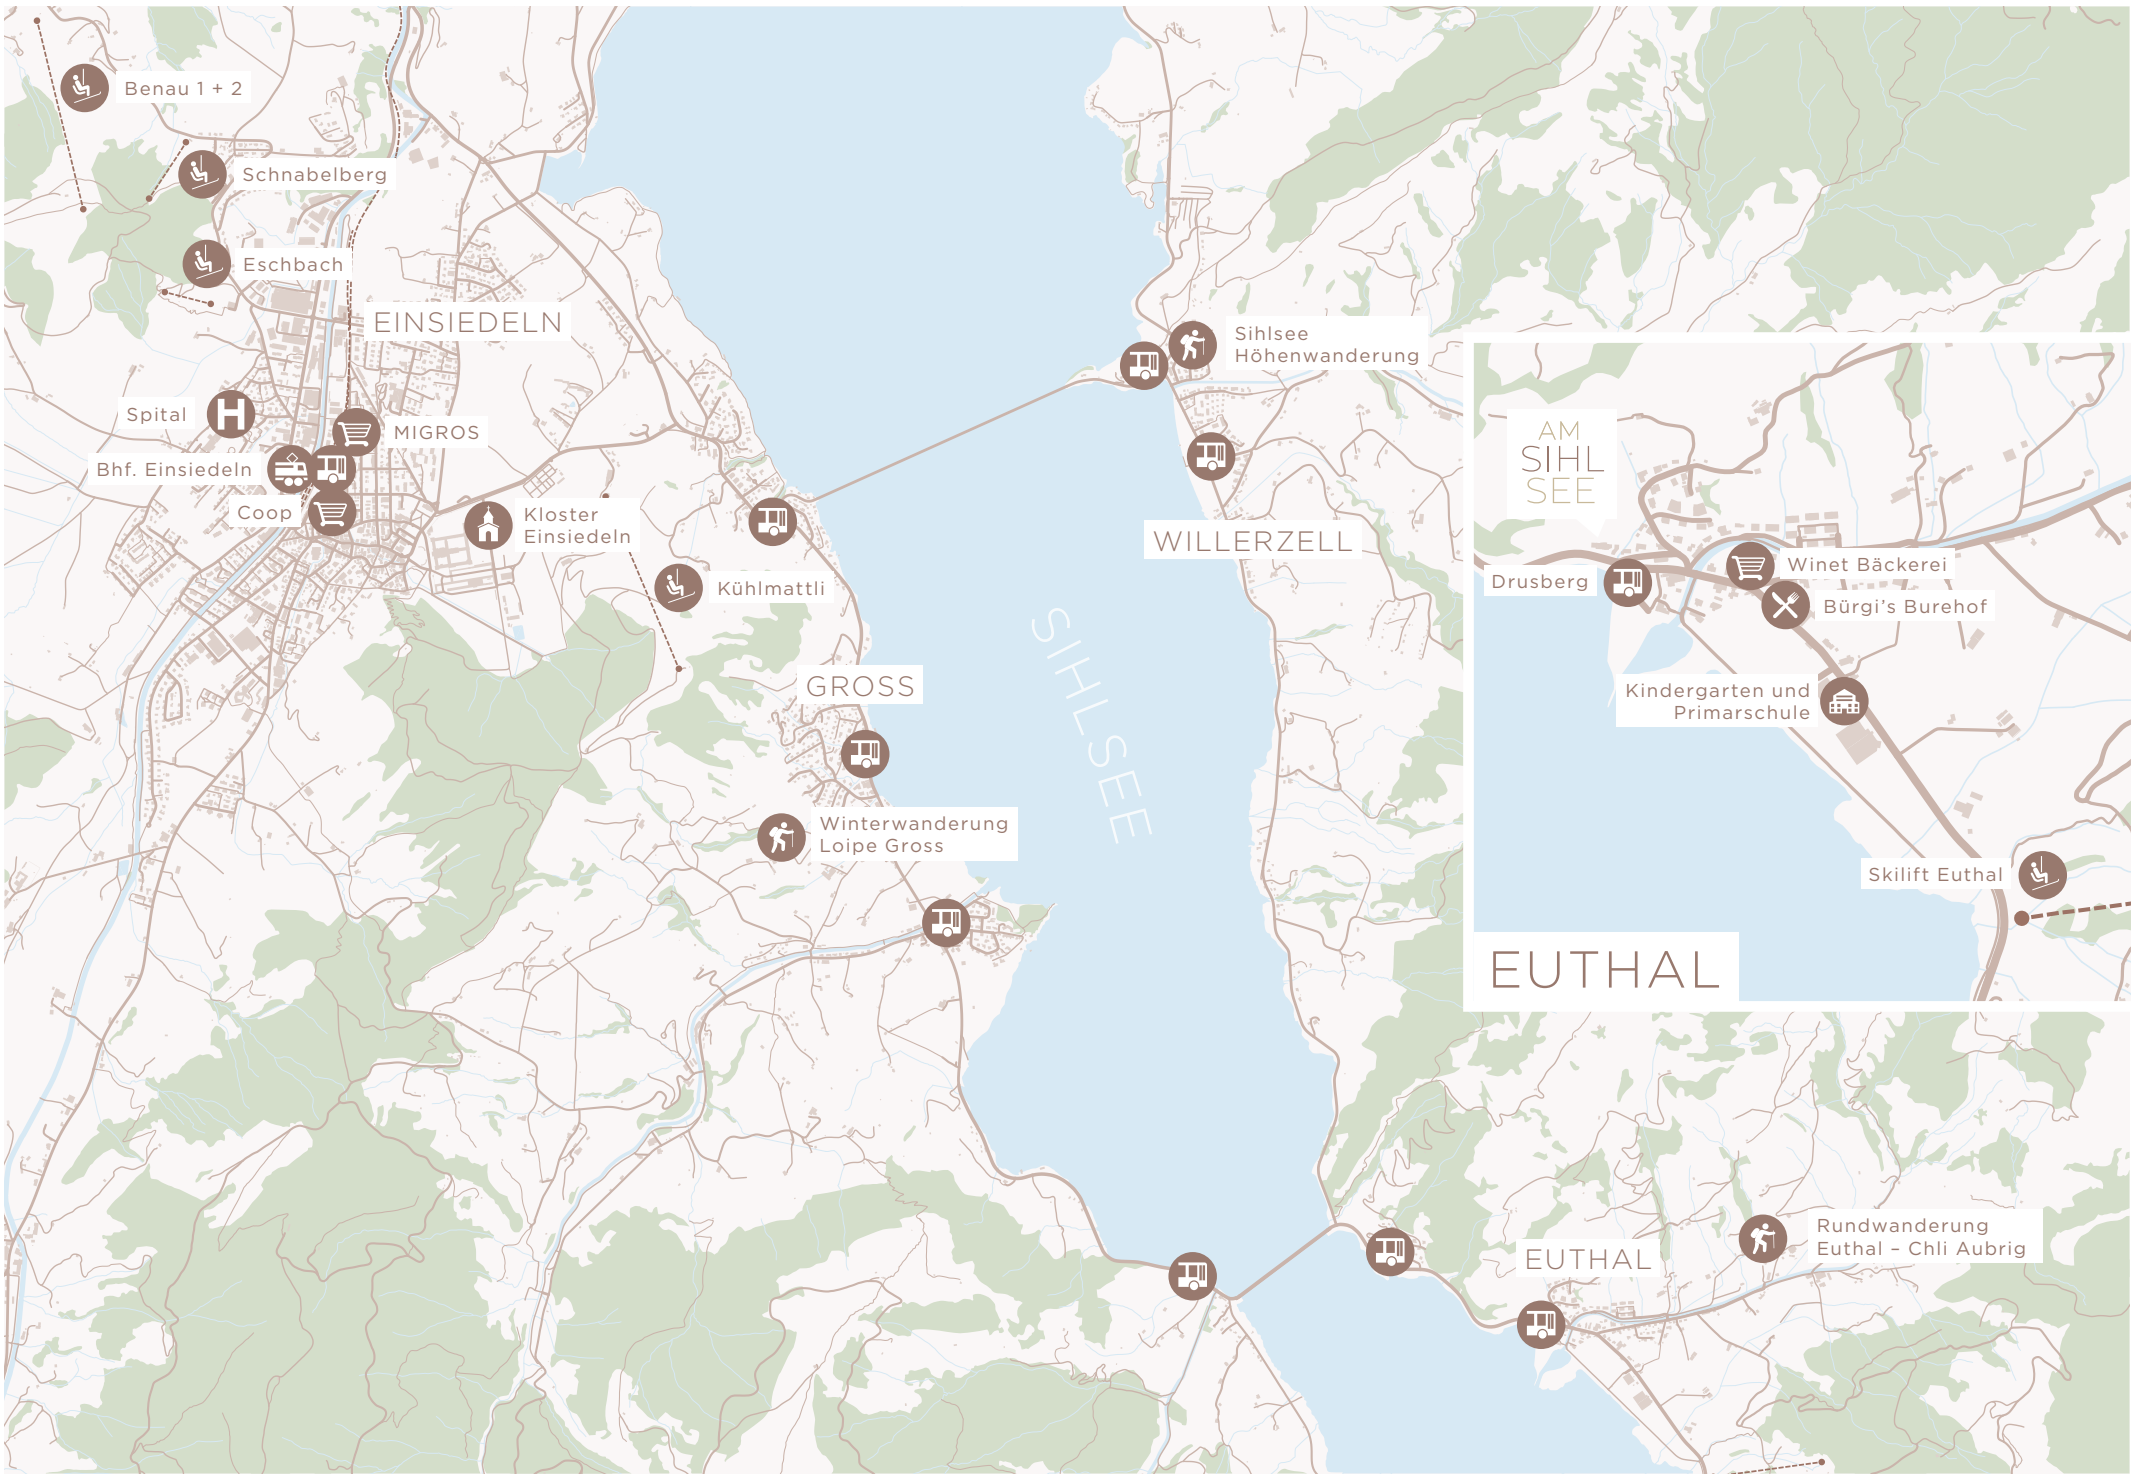 Benau 1 + 2
Schnabelberg
Eschbach
EINSIEDELN
Spital
MIGROS
Bhf. Einsiedeln
Coop
Kloster
Einsiedeln
Kühlmattli
GROSS
Winterwanderung
Loipe Gross
SIHLSEE
Sihlsee
Höhenwanderung
WILLERZELL
AM
SIHL
SEE
Drusberg
Winet Bäckerei
Bürgi's Burehof
Kindergarten und
Primarschule
Skilift Euthal
EUTHAL
EUTHAL
Rundwanderung
Euthal – Chli Aubrig